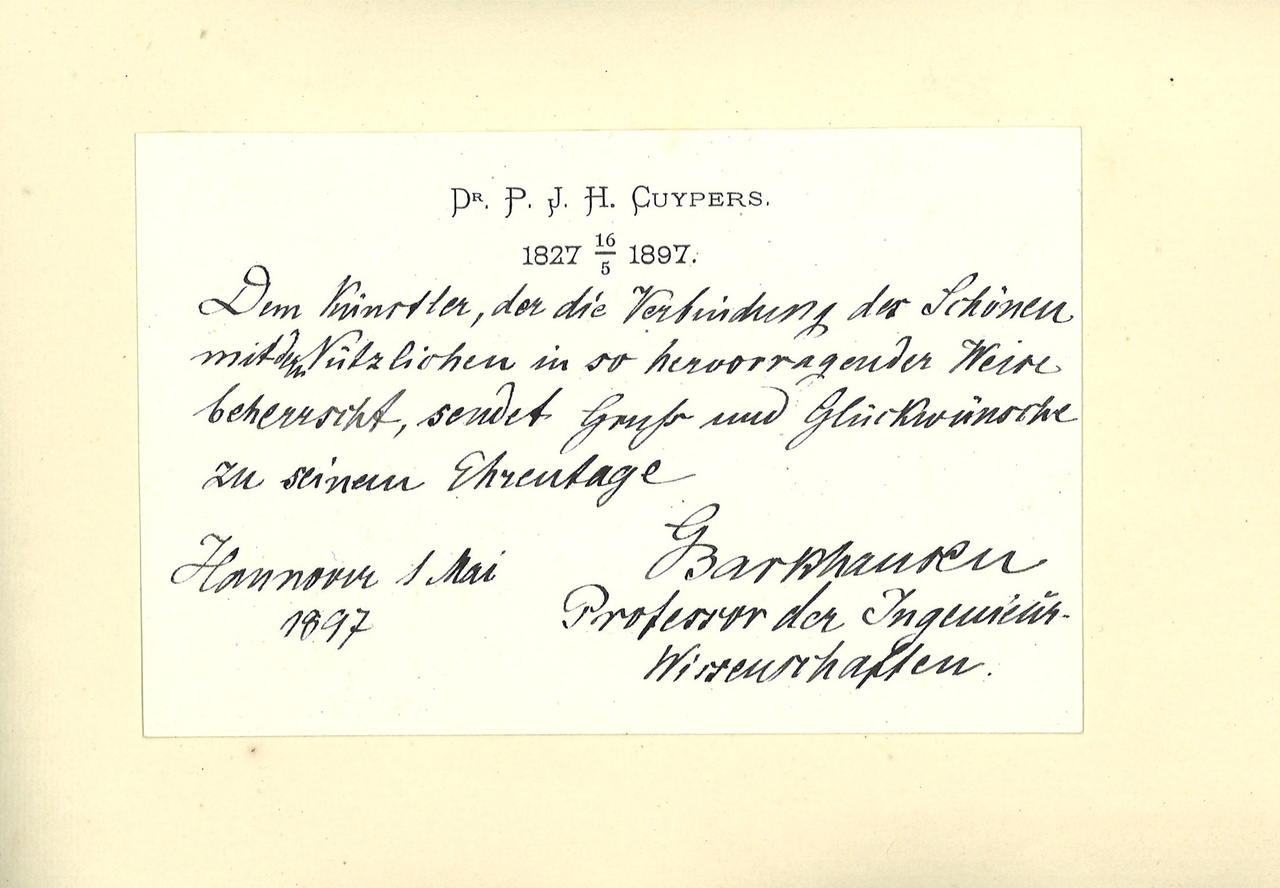 Dr. P. J. H. Cuypers.
1827 16/5 1897.
Dem Künstler, der die Verbindung des Schönen
mit dem Nützlichen in so hervorragender Weise
beherrscht, sendet Gruß und Glückwünsche
zu seinem Ehrentage
Hannover 1 Mai
1897
G Barkhausen
Professor der Ingenieur-
Wissenschaften.